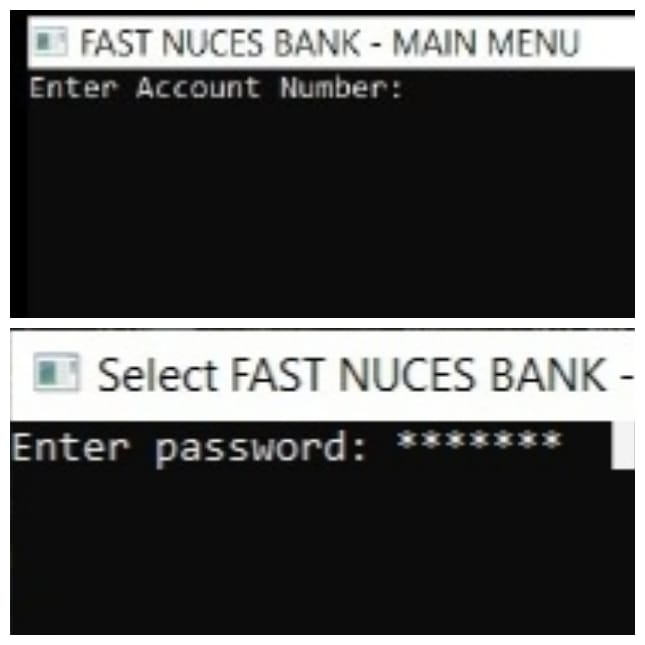 FAST NUCES BANK - MAIN MENU
Enter Account Number:
Select FAST NUCES BANK -
Enter password: *******